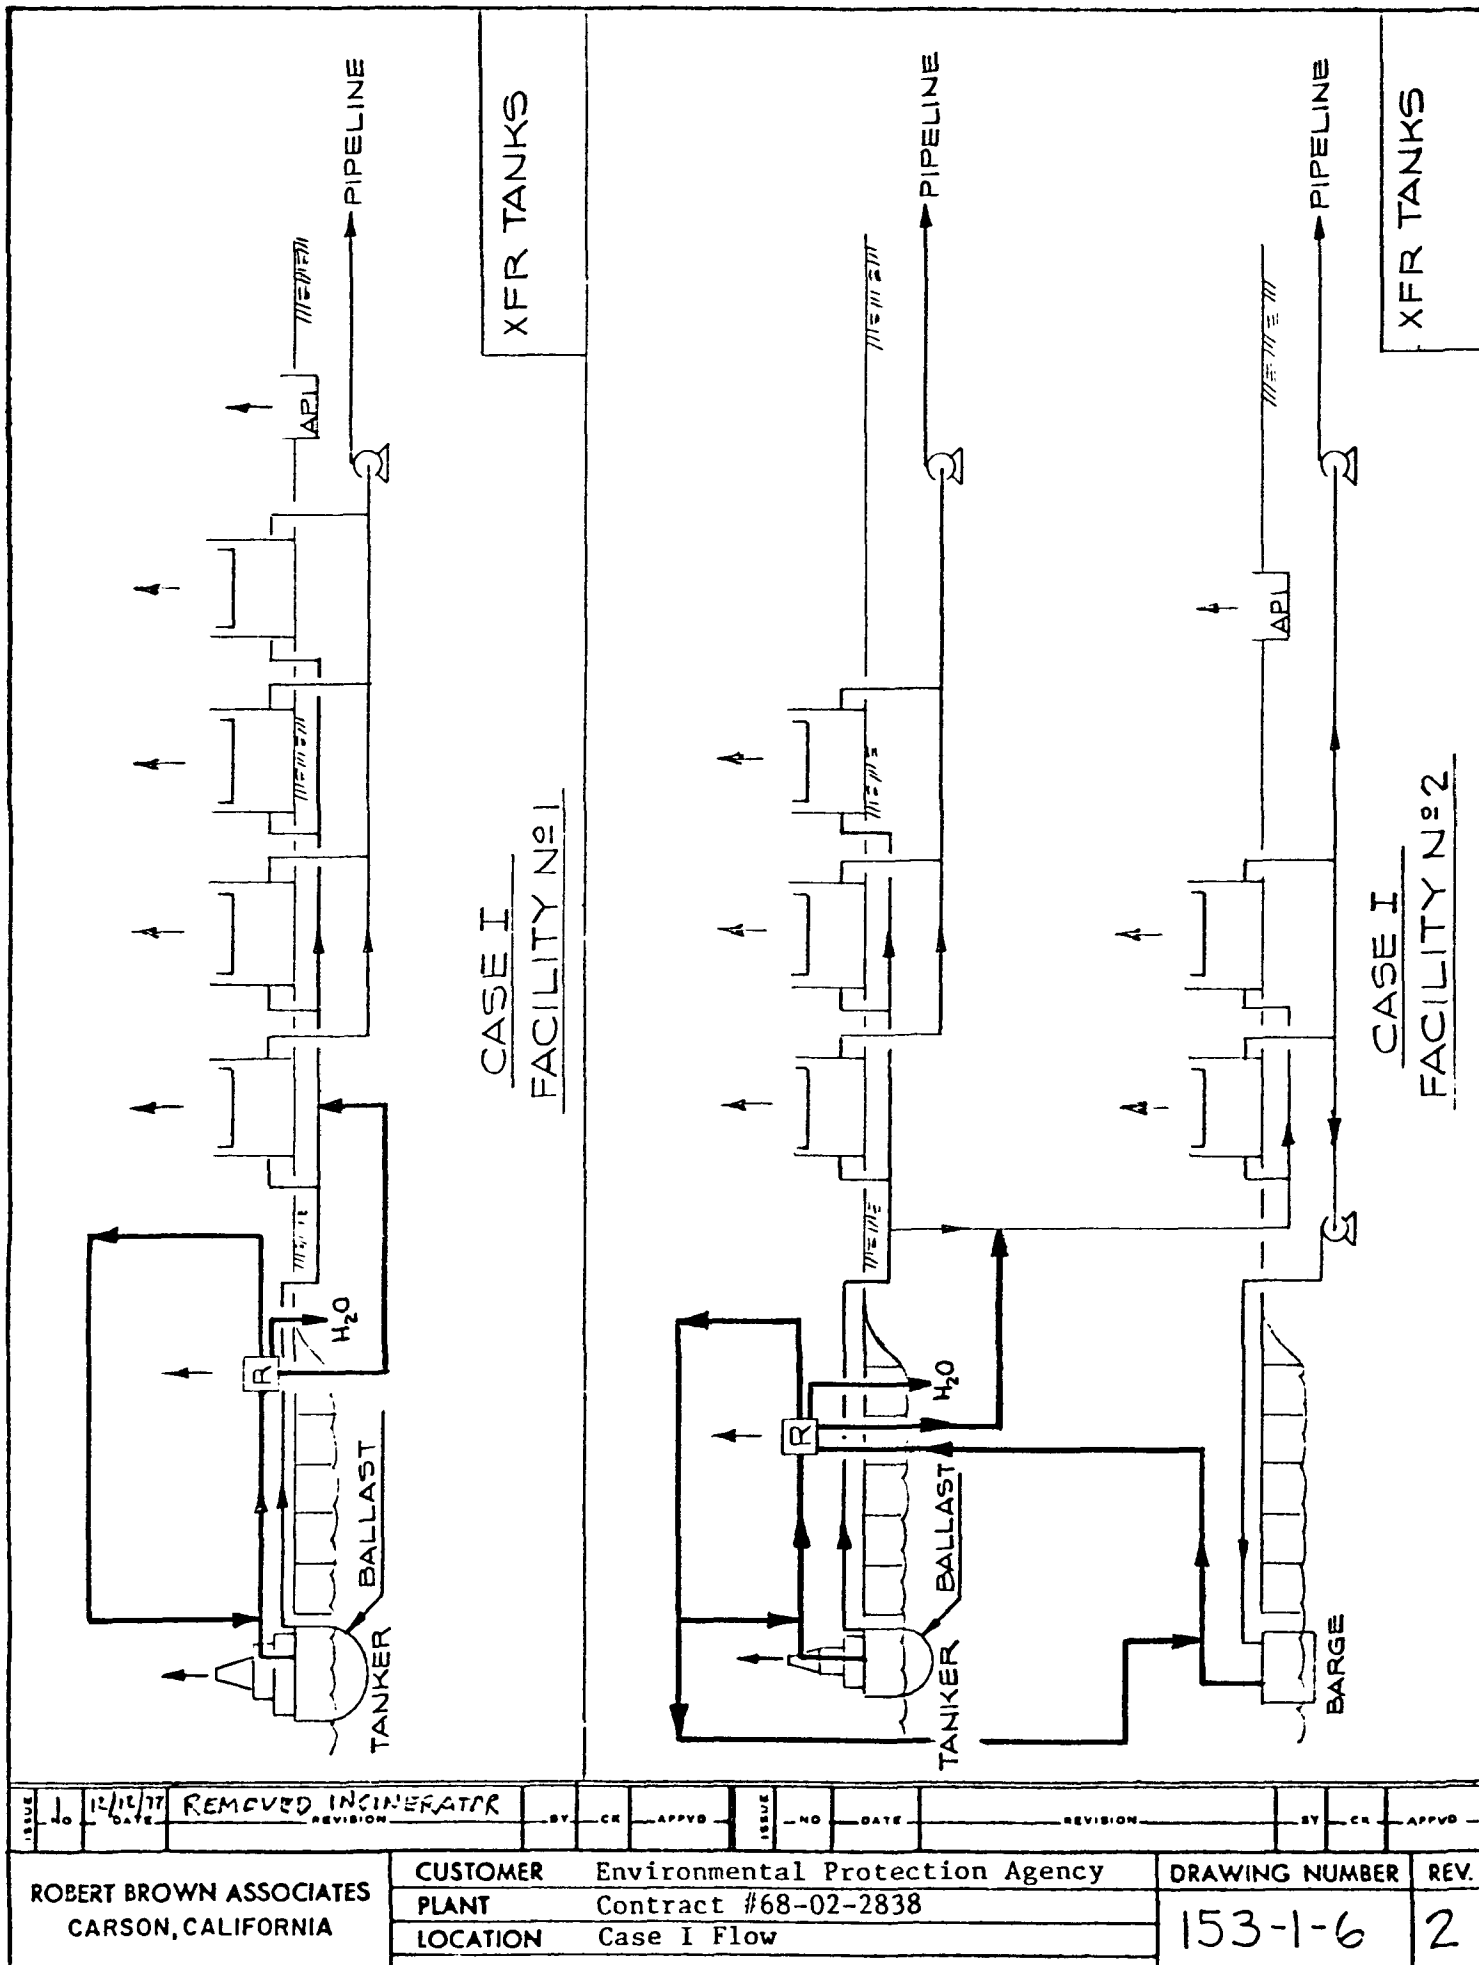 XFR TANKS
PIPELINE
API
CASE I
FACILITY Nº 1
H₂O
R
BALLAST
TANKER
XFR TANKS
PIPELINE
PIPELINE
API
CASE I
FACILITY Nº 2
H₂O
R
BALLAST
TANKER
BARGE
ISSUE
1
NO
DATE
REMOVED INCINERATOR
REVISION
BY
CK
APPVD
ISSUE
NO
DATE
REVISION
BY
CK
APPVD
ROBERT BROWN ASSOCIATES
CARSON, CALIFORNIA
CUSTOMER Environmental Protection Agency
PLANT Contract #68-02-2838
LOCATION Case I Flow
DRAWING NUMBER
153-1-6
REV.
2